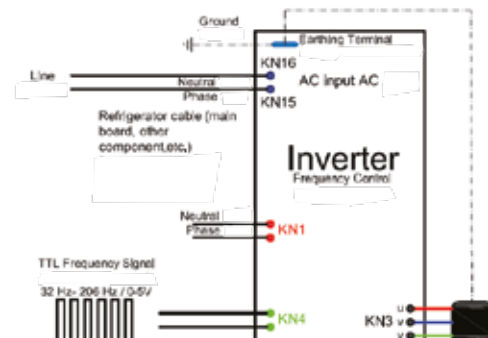 Ground
Earthing Terminal
KN16
Line
Neutral
AC Input AC
Phase
KN15
Refrigerator cable (main
board, other
component,etc,)
Inverter
Frequency Control
Neutral
Phase
KN1
TTL Frequency Signal
32 Hz- 206 Hz / 0-5V
KN4
u
KN3
v
v